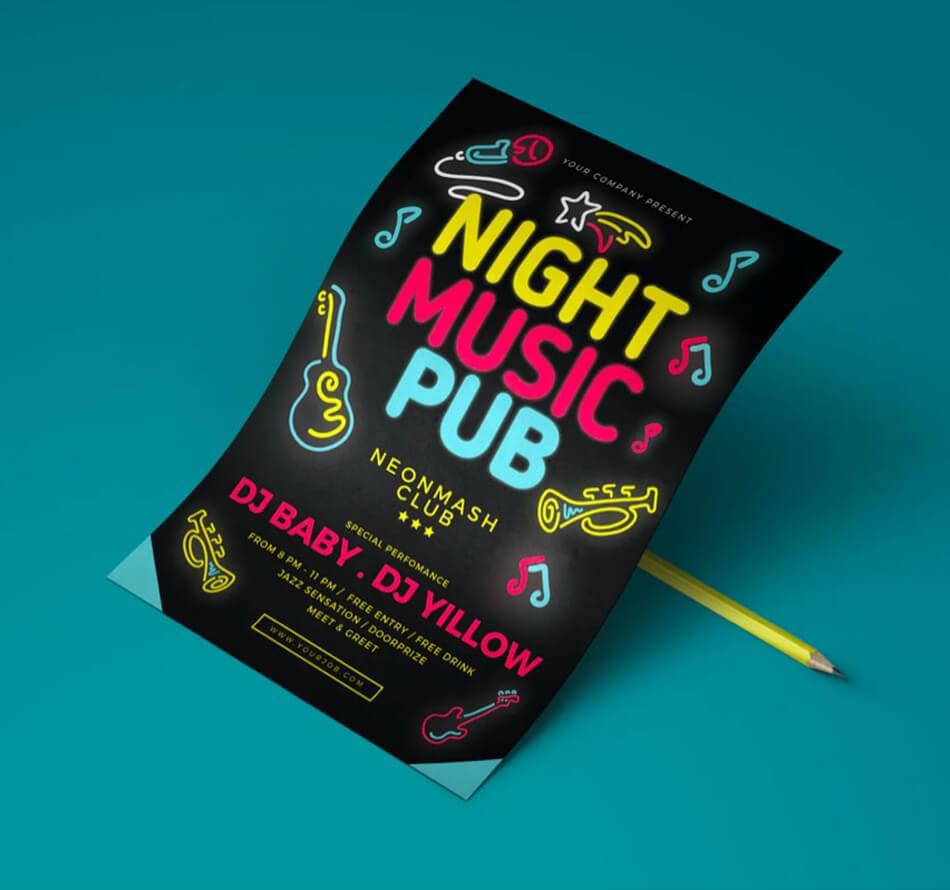 YOUR COMPANY PRESENT
NIGHT
MUSIC
PUB
NEONMASH
CLUB
SPECIAL PERFOMANCE
DJ BABY . DJ YILLOW
FROM 8 PM - 11 PM / FREE ENTRY / FREE DRINK
JAZZ SENSATION / DOORPRIZE
MEET & GREET
WWW.YOURJOB.COM